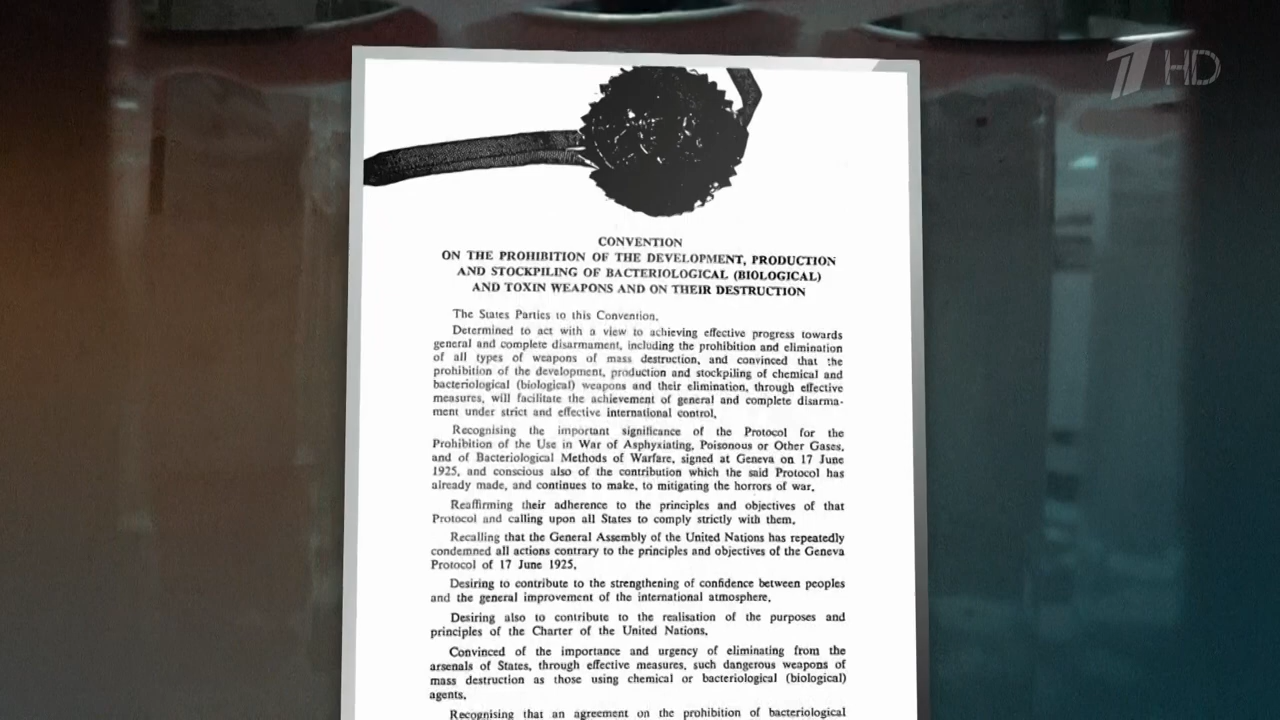 1 HD
CONVENTION
ON THE PROHIBITION OF THE DEVELOPMENT, PRODUCTION
AND STOCKPILING OF BACTERIOLOGICAL (BIOLOGICAL)
AND TOXIN WEAPONS AND ON THEIR DESTRUCTION
The States Parties to this Convention,
Determined to act with a view to achieving effective progress towards
general and complete disarmament, including the prohibition and elimination
of all types of weapons of mass destruction, and convinced that the
prohibition of the development, production and stockpiling of chemical and
bacteriological (biological) weapons and their elimination, through effective
measures, will facilitate the achievement of general and complete disarma-
ment under strict and effective international control,
Recognising the important significance of the Protocol for the
Prohibition of the Use in War of Asphyxiating, Poisonous or Other Gases,
and of Bacteriological Methods of Warfare, signed at Geneva on 17 June
1925, and conscious also of the contribution which the said Protocol has
already made, and continues to make, to mitigating the horrors of war,
Reaffirming their adherence to the principles and objectives of that
Protocol and calling upon all States to comply strictly with them,
Recalling that the General Assembly of the United Nations has repeatedly
condemned all actions contrary to the principles and objectives of the Geneva
Protocol of 17 June 1925,
Desiring to contribute to the strengthening of confidence between peoples
and the general improvement of the international atmosphere,
Desiring also to contribute to the realisation of the purposes and
principles of the Charter of the United Nations,
Convinced of the importance and urgency of eliminating from the
arsenals of States, through effective measures, such dangerous weapons of
mass destruction as those using chemical or bacteriological (biological)
agents,
Recognising that an agreement on the prohibition of bacteriological